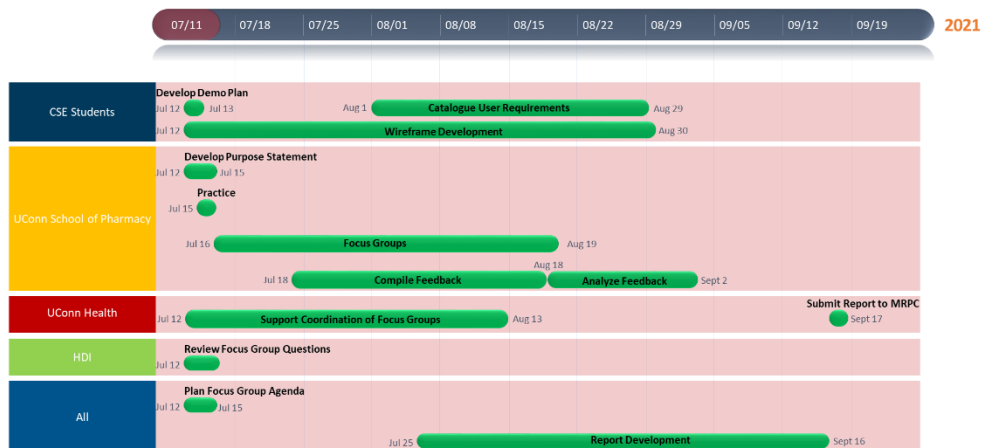 07/11 07/18 07/25 08/01 08/08 08/15 08/22 08/29 09/05 09/12 09/19 2021
CSE Students
Develop Demo Plan
Jul 12 Jul 13 Aug 1 Catalogue User Requirements Aug 29
Jul 12 Wireframe Development Aug 30
UConn School of Pharmacy
Develop Purpose Statement
Jul 12 Jul 15
Practice
Jul 15
Jul 16 Focus Groups Aug 19
Aug 18
Jul 18 Compile Feedback Analyze Feedback Sept 2
UConn Health
Submit Report to MRPC
Jul 12 Support Coordination of Focus Groups Aug 13 Sept 17
HDI
Review Focus Group Questions
Jul 12
All
Plan Focus Group Agenda
Jul 12 Jul 15
Jul 25 Report Development Sept 16